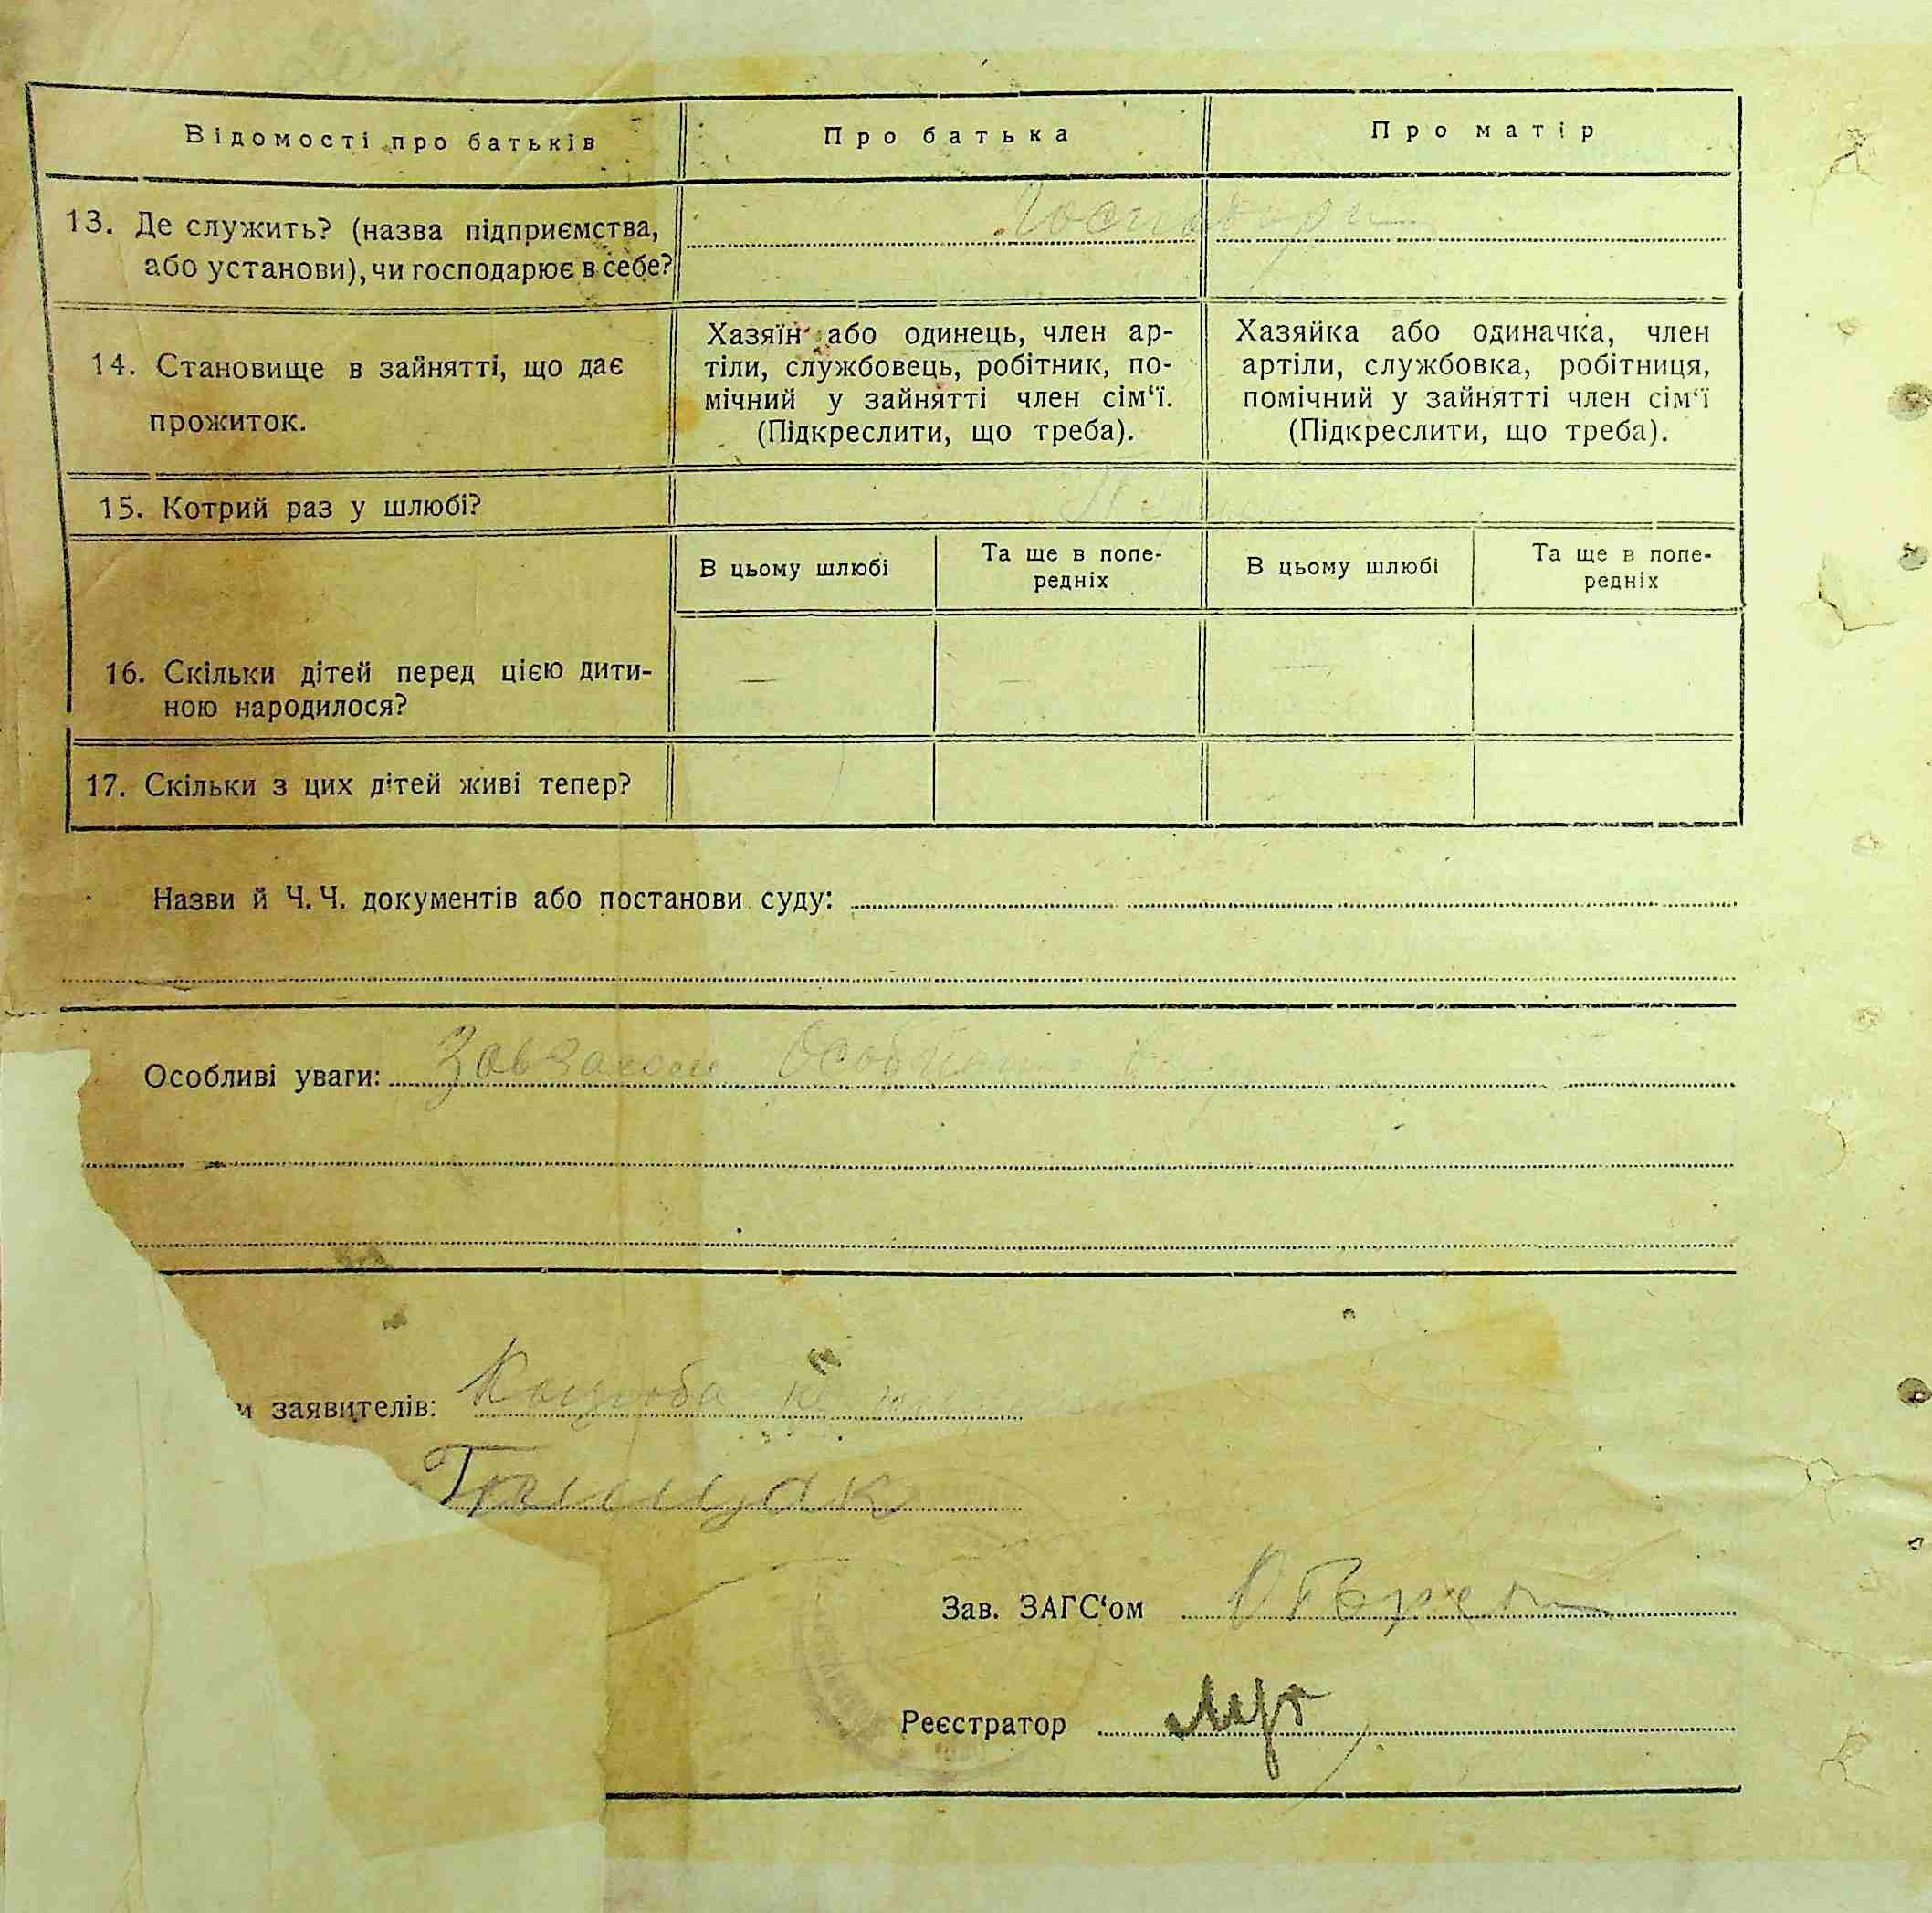 Відомості про батьків
Про батька
Про матір
13. Де служить? (назва підприємства,
або установи), чи господарює в себе?
Господарі
14. Становище в зайнятті, що дає
прожиток.
Хазяїн або одинець, член ар-
тіли, службовець, робітник, по-
мічний у зайнятті член сім‘ї.
(Підкреслити, що треба).
Хазяйка або одиначка, член
артіли, службовка, робітниця,
помічний у зайнятті член сім‘ї
(Підкреслити, що треба).
15. Котрий раз у шлюбі?
В цьому шлюбі
Та ще в попе-
редніх
В цьому шлюбі
Та ще в попе-
редніх
16. Скільки дітей перед цією дити-
ною народилося?
— — —
17. Скільки з цих дітей живі тепер?
Назви й Ч. Ч. документів або постанови суду:
Особливі уваги:
и заявителів: Коцюба
Зав. ЗАГС‘ом
Реєстратор